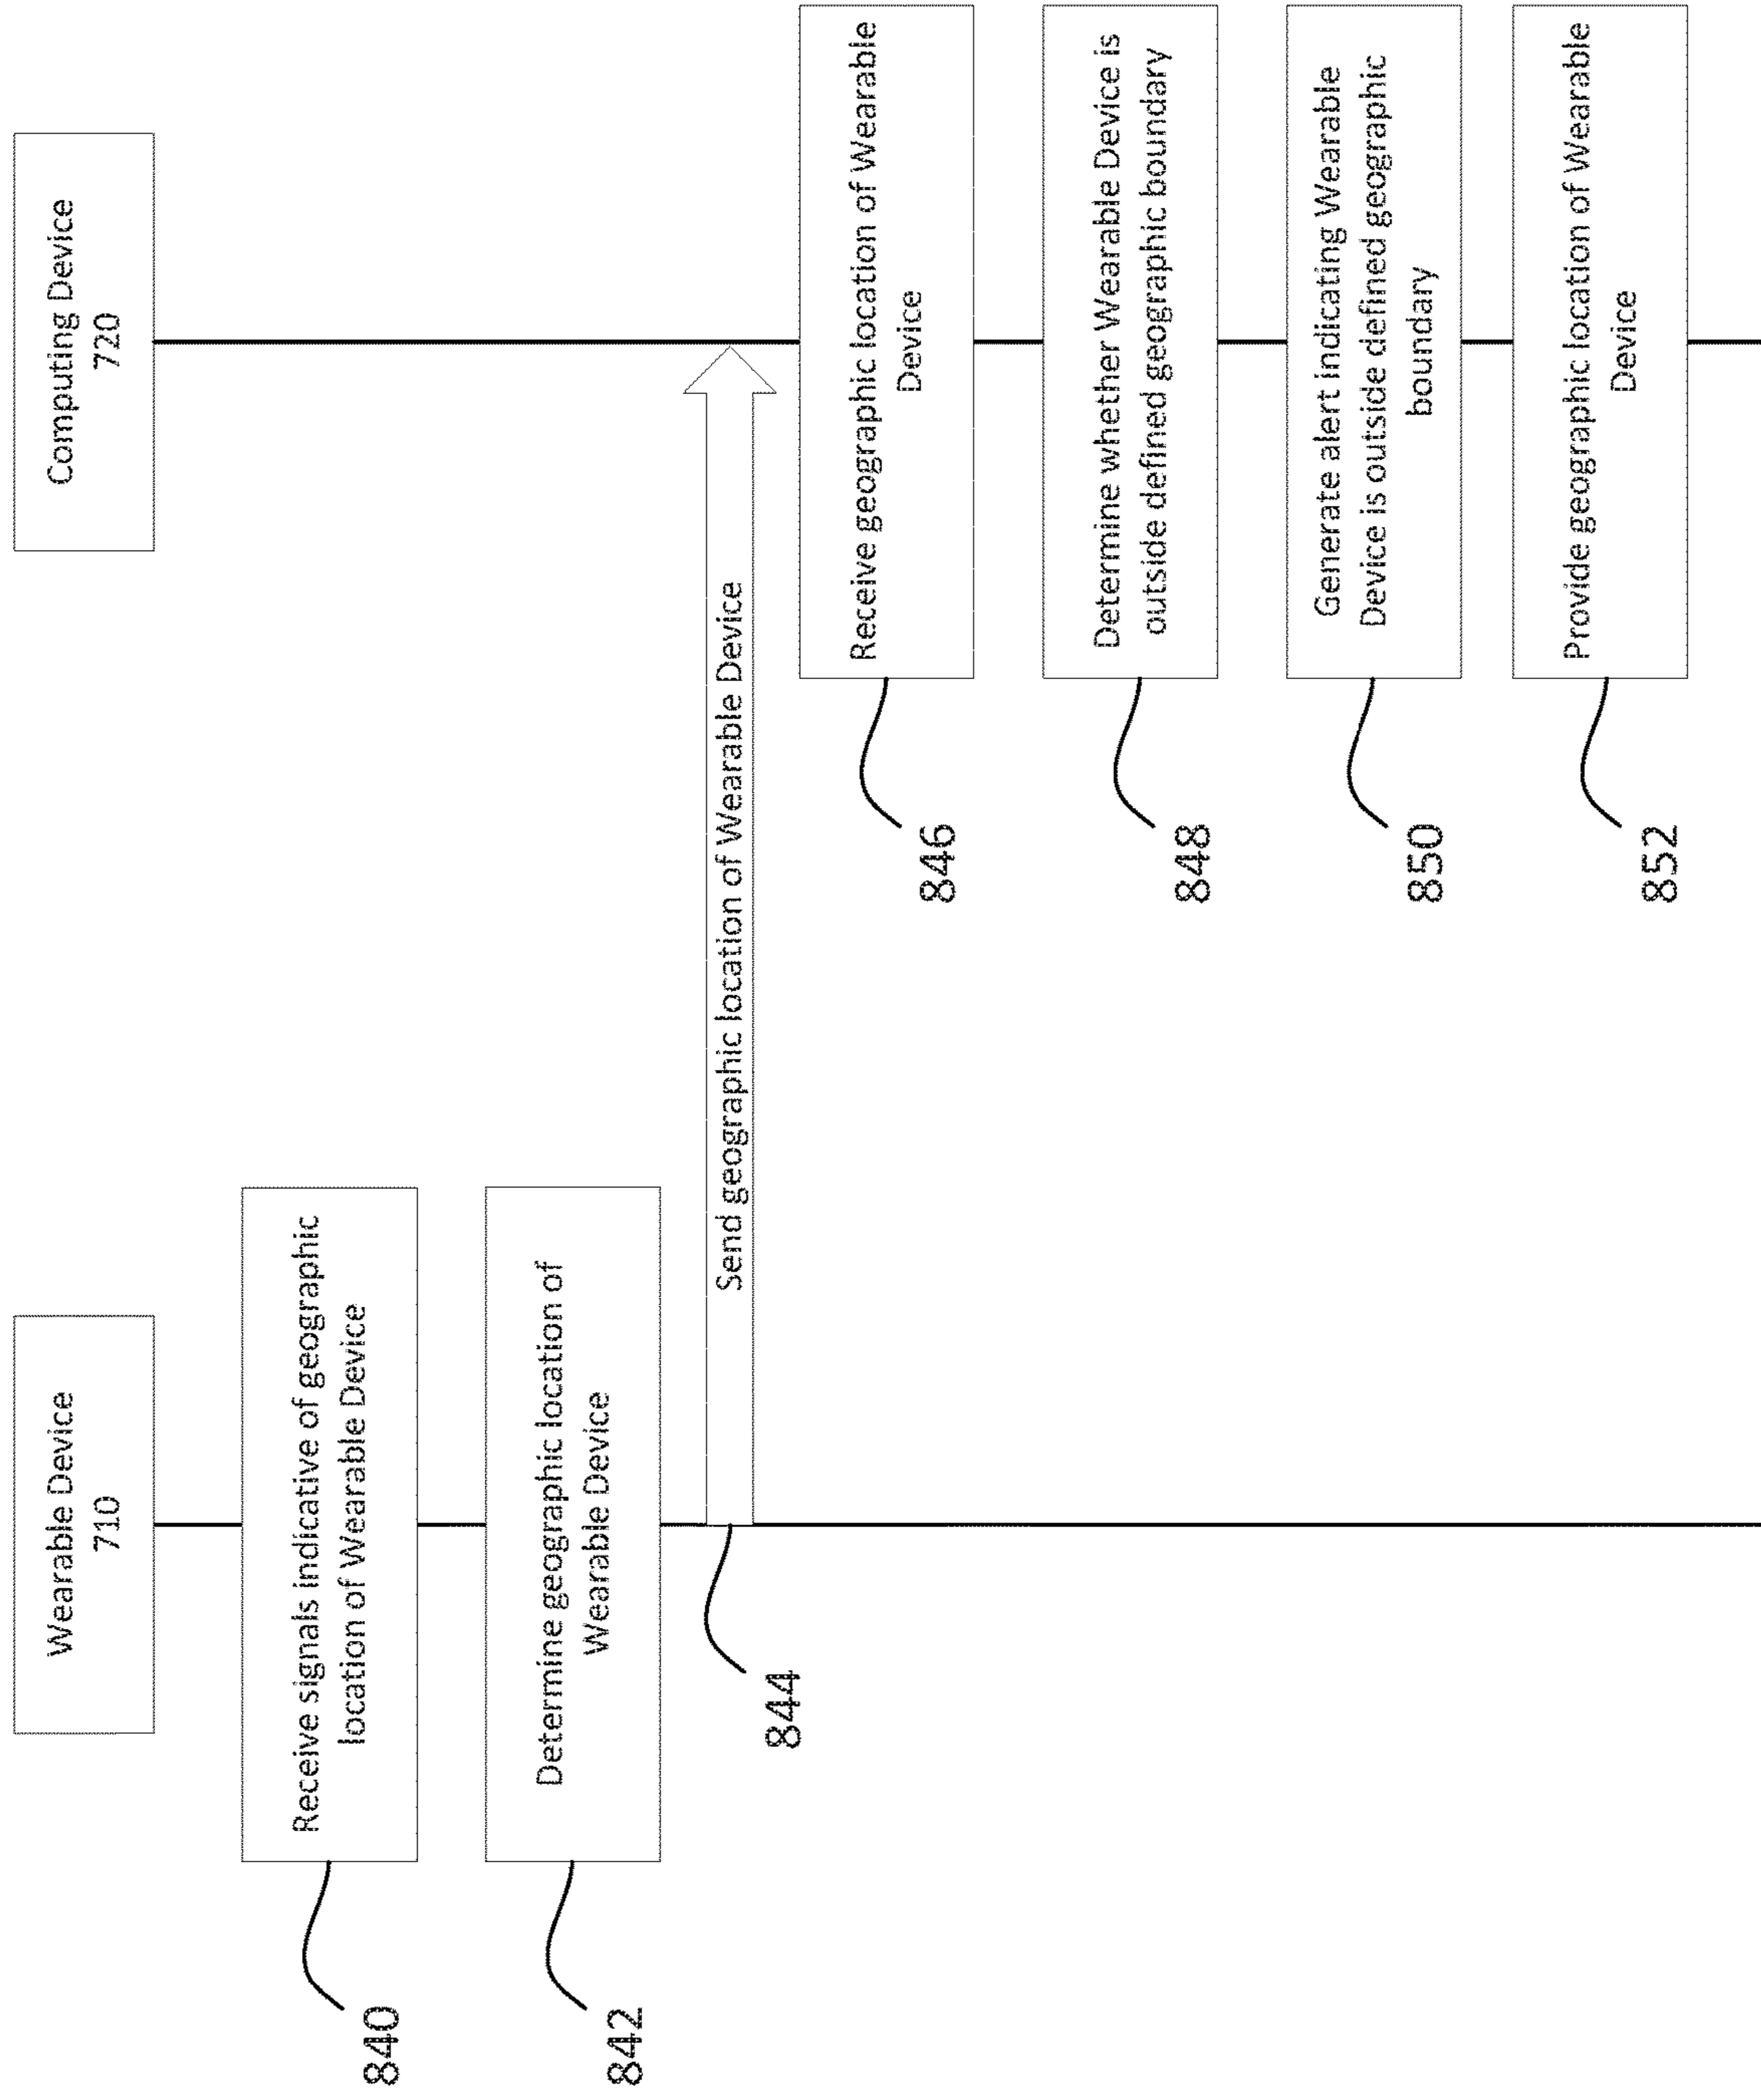 Wearable Device
710
Computing Device
720
Receive signals indicative of geographic
location of Wearable Device
840
Determine geographic location of
Wearable Device
842
Send geographic location of Wearable Device
844
Receive geographic location of Wearable
Device
846
Determine whether Wearable Device is
outside defined geographic boundary
848
Generate alert indicating Wearable
Device is outside defined geographic
boundary
850
Provide geographic location of Wearable
Device
852